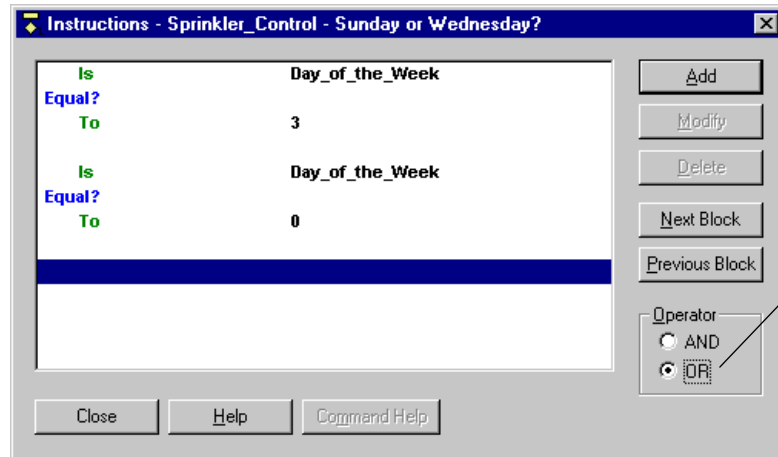 Instructions - Sprinkler_Control - Sunday or Wednesday?
Is Day_of_the_Week
Equal?
To 3
Is Day_of_the_Week
Equal?
To 0
Add
Modify
Delete
Next Block
Previous Block
Operator
AND
OR
Close
Help
Command Help